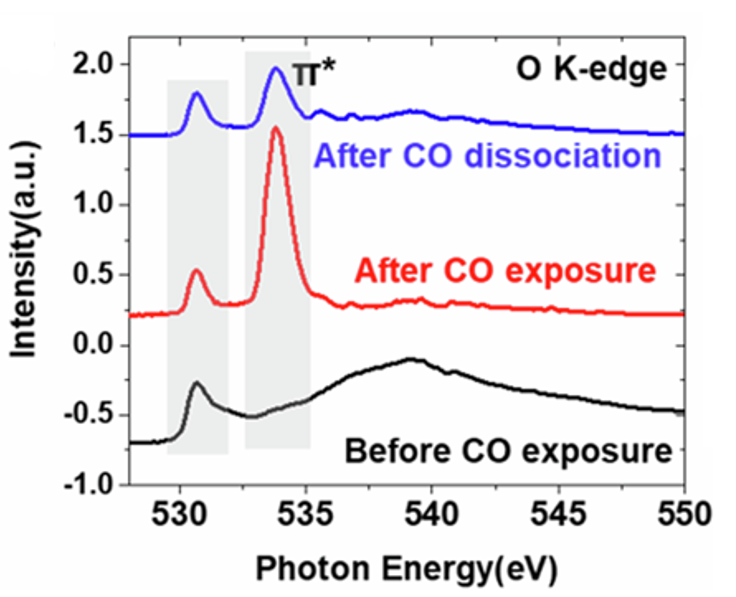 2.0
1.5
1.0
0.5
0.0
-0.5
-1.0
Intensity(a.u.)
π*
O K-edge
After CO dissociation
After CO exposure
Before CO exposure
530
535
540
545
550
Photon Energy(eV)